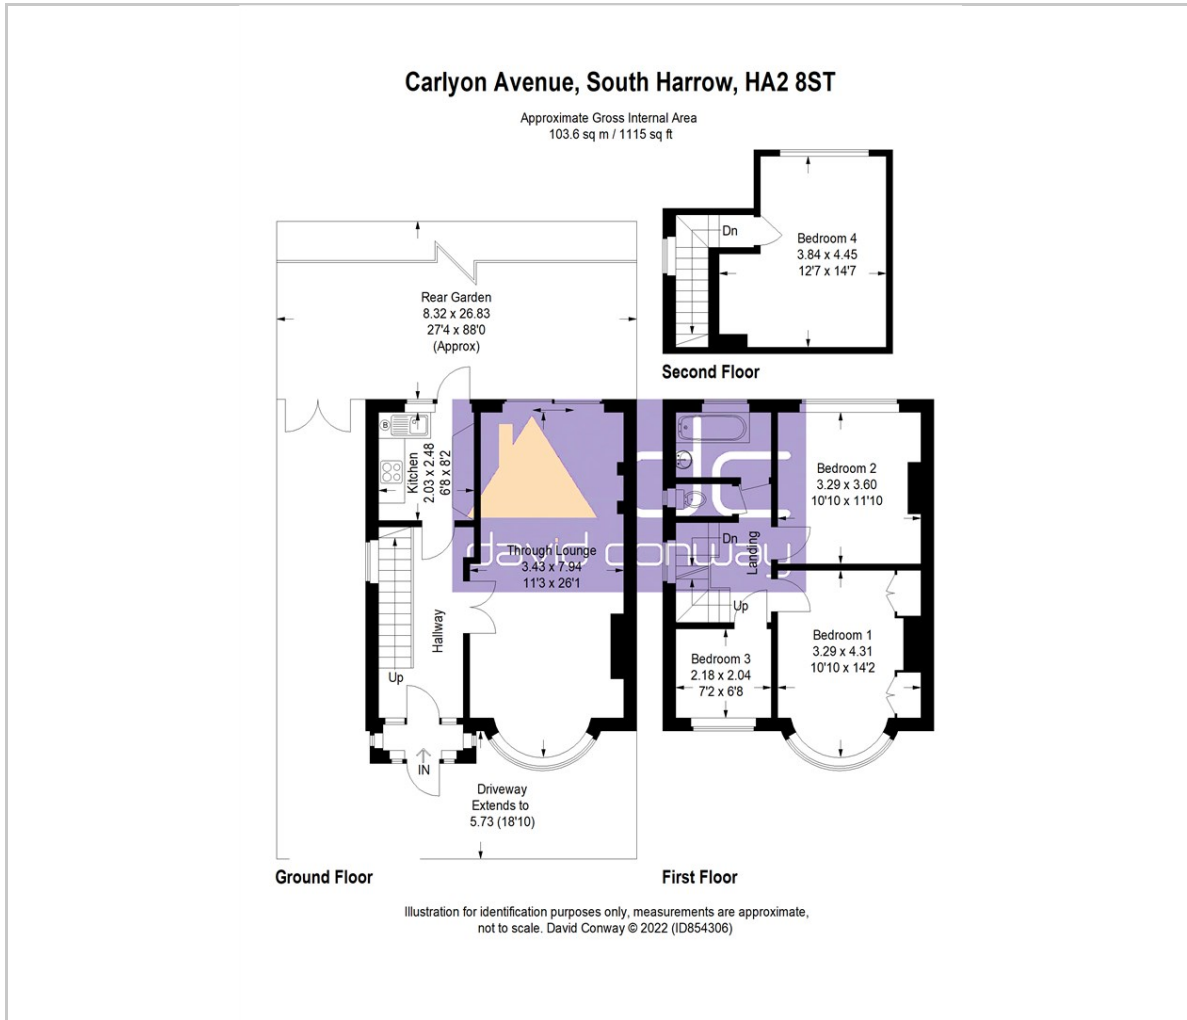 Carlyon Avenue, South Harrow, HA2 8ST
Approximate Gross Internal Area
103.6 sq m / 1115 sq ft
Dn
Bedroom 4
3.84 x 4.45
12'7 x 14'7
Second Floor
Rear Garden
8.32 x 26.83
27'4 x 88'0
(Approx)
B
Kitchen
2.03 x 2.48
6'8 x 8'2
Through Lounge
3.43 x 7.94
11'3 x 26'1
Hallway
Up
IN
Driveway
Extends to
5.73 (18'10)
Ground Floor
dc
david conway
Bedroom 2
3.29 x 3.60
10'10 x 11'10
Dn
Landing
Up
Bedroom 1
3.29 x 4.31
10'10 x 14'2
Bedroom 3
2.18 x 2.04
7'2 x 6'8
First Floor
Illustration for identification purposes only, measurements are approximate,
not to scale. David Conway © 2022 (ID854306)